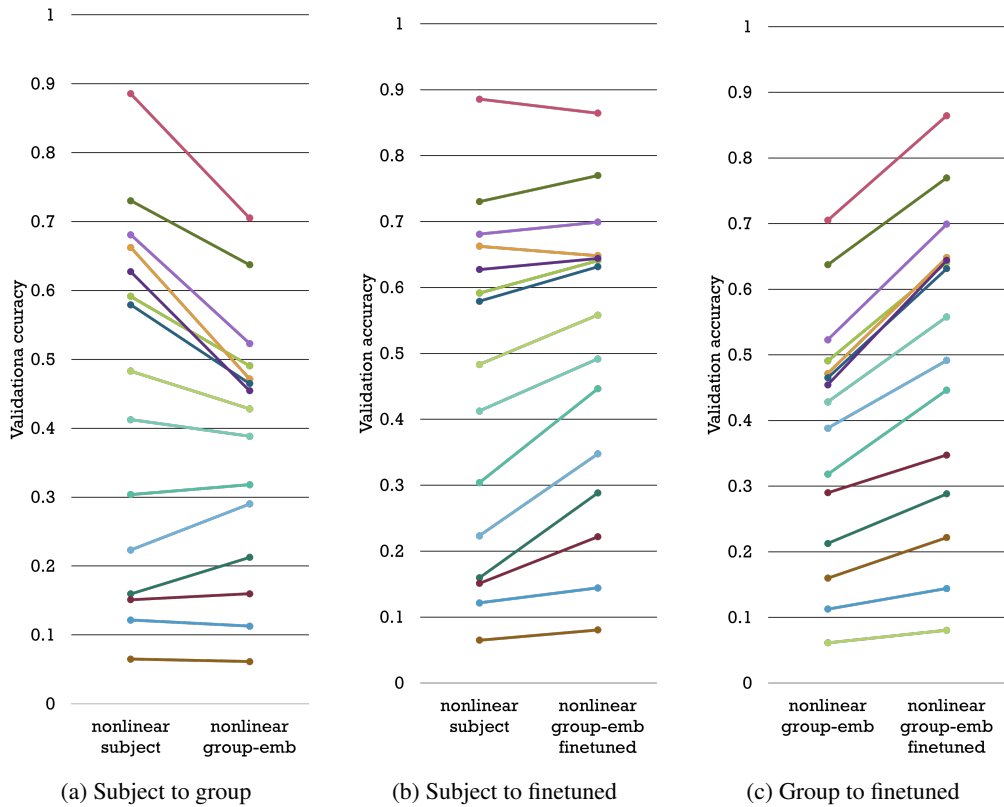 1
0.9
0.8
0.7
0.6
0.5
0.4
0.3
0.2
0.1
0
Validationa accuracy
nonlinear
subject
nonlinear
group-emb
(a) Subject to group
1
0.9
0.8
0.7
0.6
0.5
0.4
0.3
0.2
0.1
0
Validation accuracy
nonlinear
subject
nonlinear
group-emb
finetuned
(b) Subject to finetuned
1
0.9
0.8
0.7
0.6
0.5
0.4
0.3
0.2
0.1
0
Validation accuracy
nonlinear
group-emb
nonlinear
group-emb
finetuned
(c) Group to finetuned